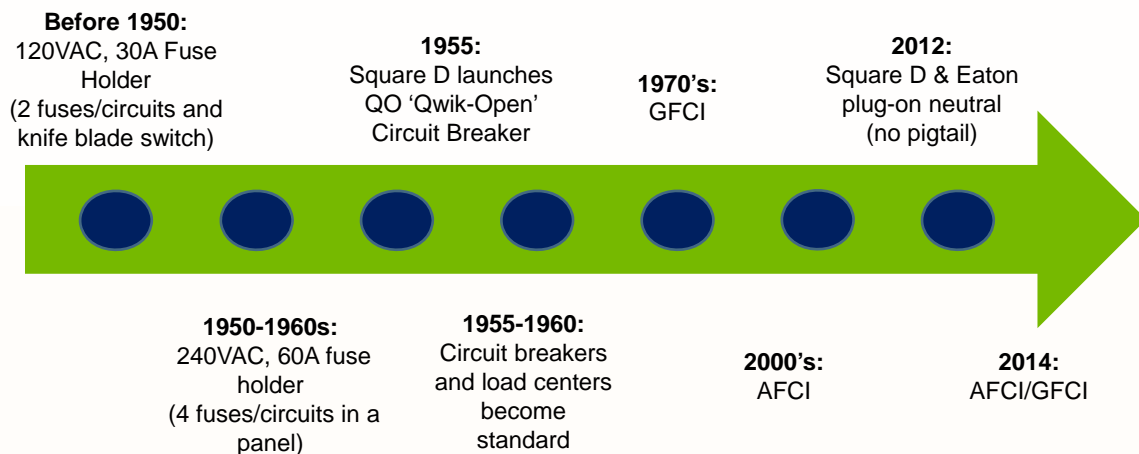 Before 1950:
120VAC, 30A Fuse
Holder
(2 fuses/circuits and
knife blade switch)
1950-1960s:
240VAC, 60A fuse
holder
(4 fuses/circuits in a
panel)
1955:
Square D launches
QO ‘Qwik-Open’
Circuit Breaker
1955-1960:
Circuit breakers
and load centers
become
standard
1970’s:
GFCI
2000’s:
AFCI
2012:
Square D & Eaton
plug-on neutral
(no pigtail)
2014:
AFCI/GFCI